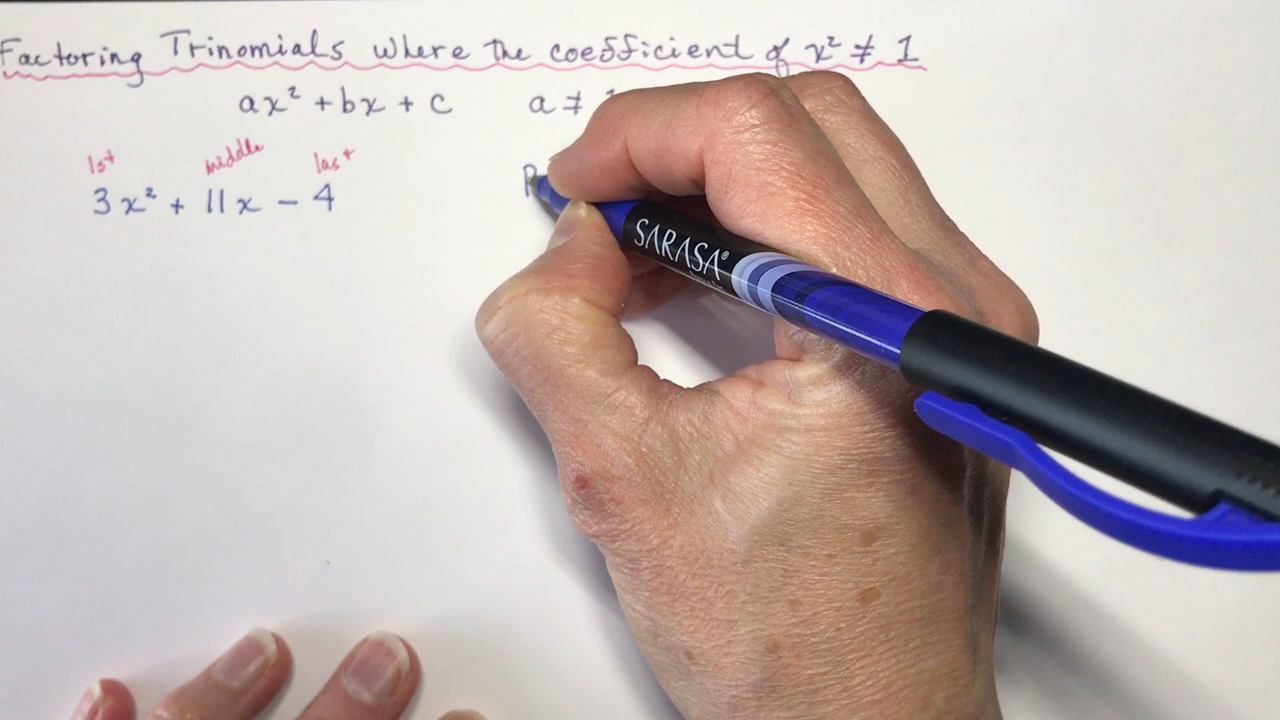 Factoring Trinomials where the coefficient of x² ≠ 1
ax² + bx + c a ≠
1st middle last
3x² + 11x - 4
SARASA®